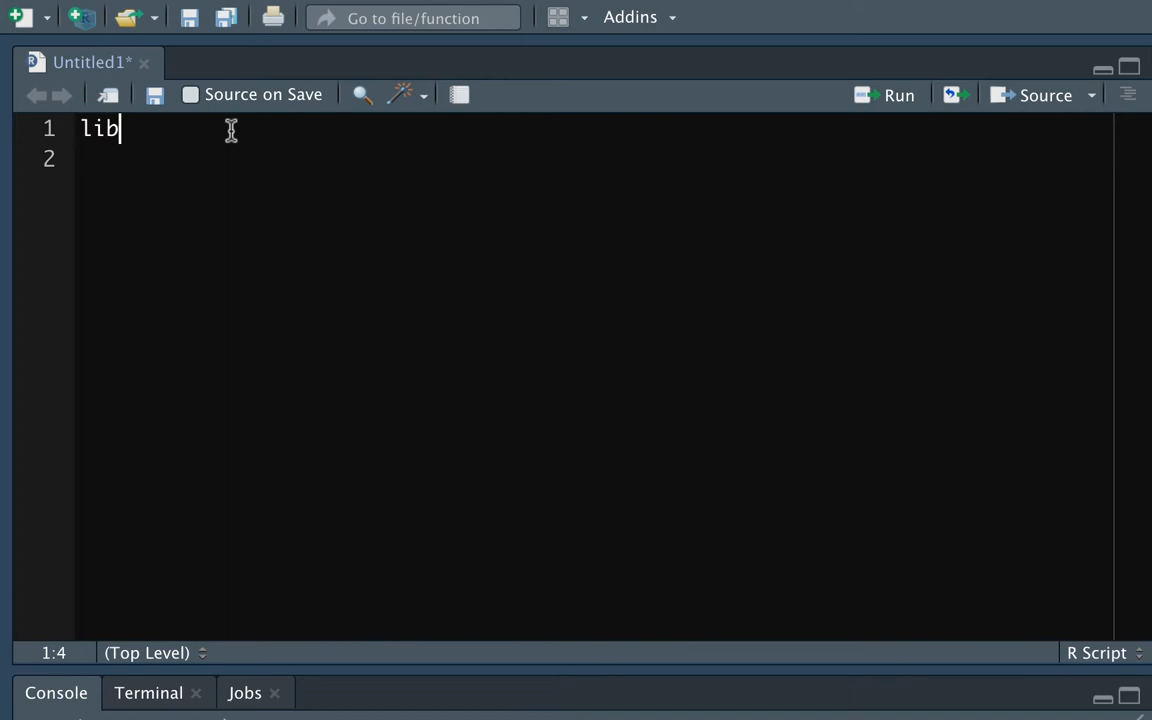 Go to file/function
Addins
Untitled1*
Source on Save
Run
Source
1 lib
2
1:4
(Top Level)
R Script
Console
Terminal
Jobs